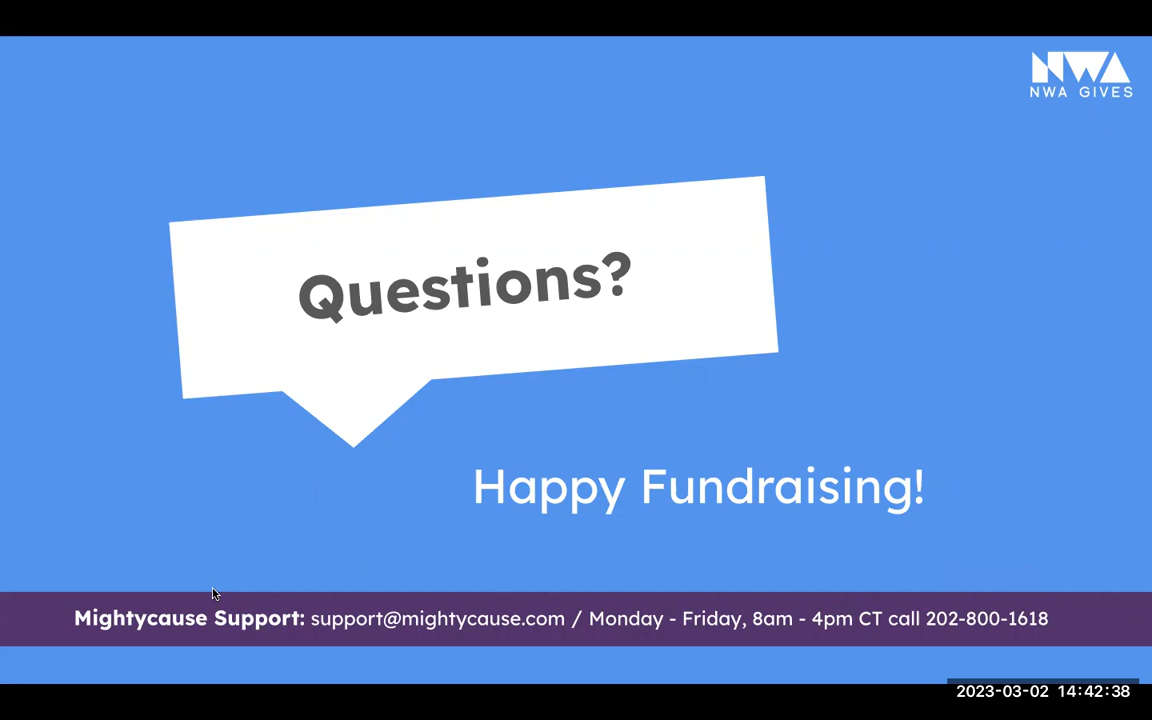 NWA
NWA GIVES
Questions?
Happy Fundraising!
Mightycause Support: support@mightycause.com / Monday - Friday, 8am - 4pm CT call 202-800-1618
2023-03-02 14:42:38